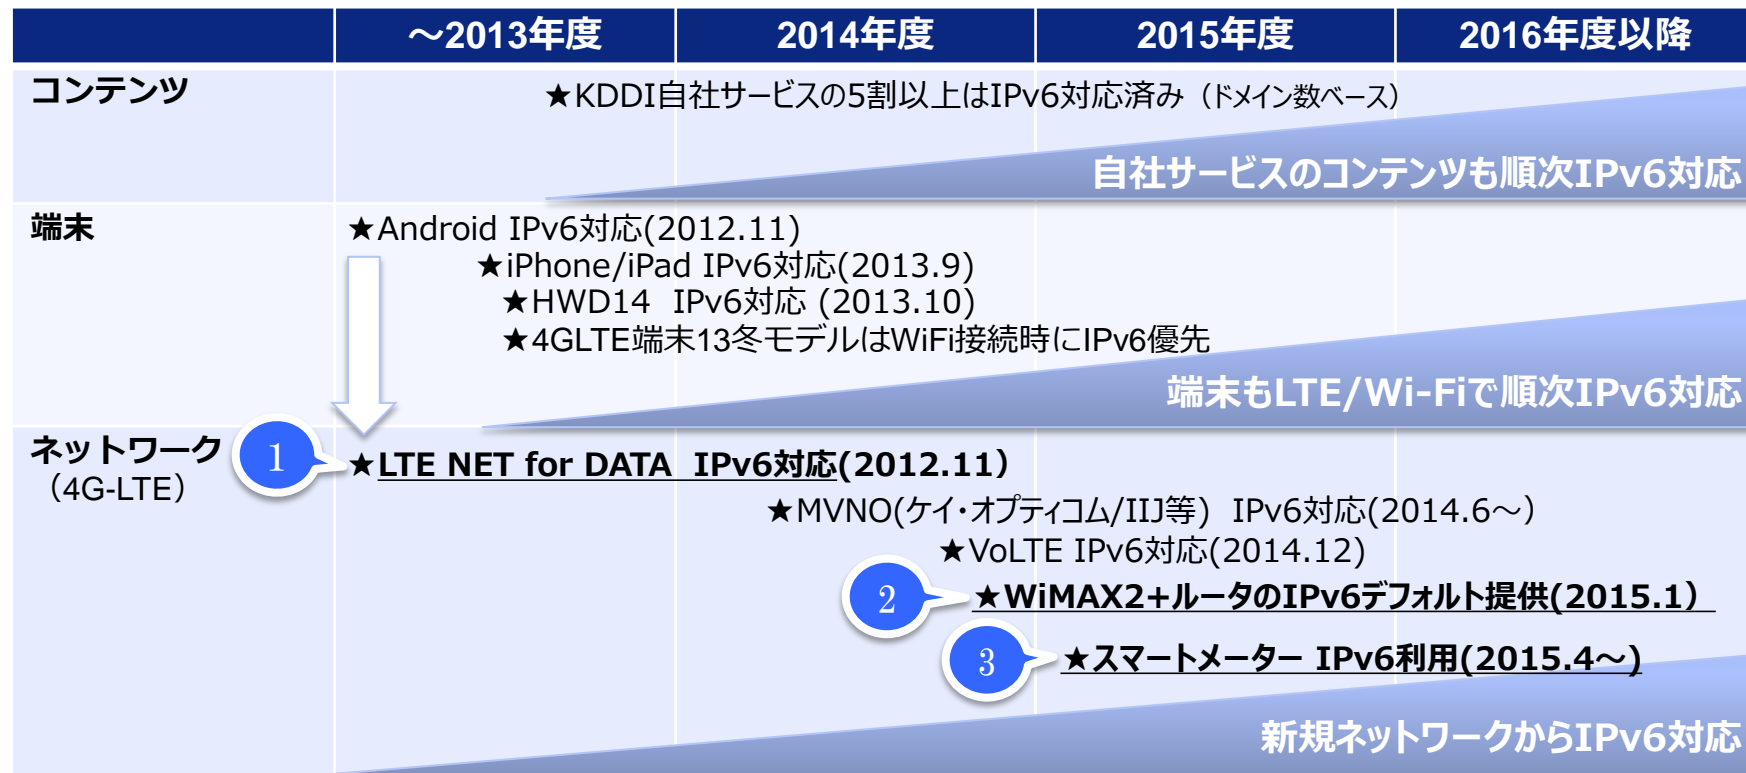 ～2013年度 2014年度 2015年度 2016年度以降
コンテンツ
★KDDI自社サービスの5割以上はIPv6対応済み（ドメイン数ベース）
自社サービスのコンテンツも順次IPv6対応
端末
★Android IPv6対応(2012.11)
★iPhone/iPad IPv6対応(2013.9)
★HWD14 IPv6対応 (2013.10)
★4GLTE端末13冬モデルはWiFi接続時にIPv6優先
端末もLTE/Wi-Fiで順次IPv6対応
ネットワーク
（4G-LTE）
1
★LTE NET for DATA IPv6対応(2012.11）
★MVNO(ケイ・オプティコム/IIJ等) IPv6対応(2014.6～）
★VoLTE IPv6対応(2014.12)
2
★WiMAX2+ルータのIPv6デフォルト提供(2015.1）
3
★スマートメーター IPv6利用(2015.4～)
新規ネットワークからIPv6対応